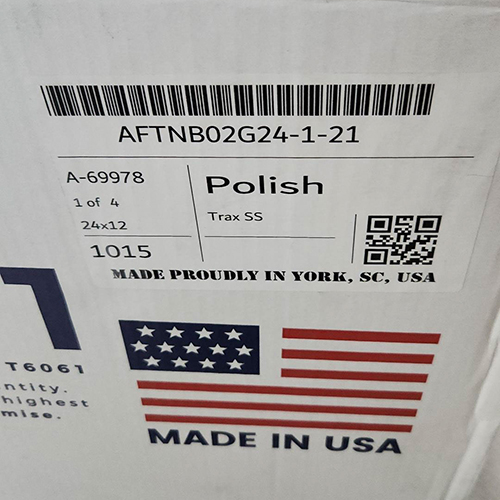 AFTNB02G24-1-21
A-69978
1 of 4
24x12
1015
Polish
Trax SS
MADE PROUDLY IN YORK, SC, USA
T6061
ntity.
highest
mise.
MADE IN USA